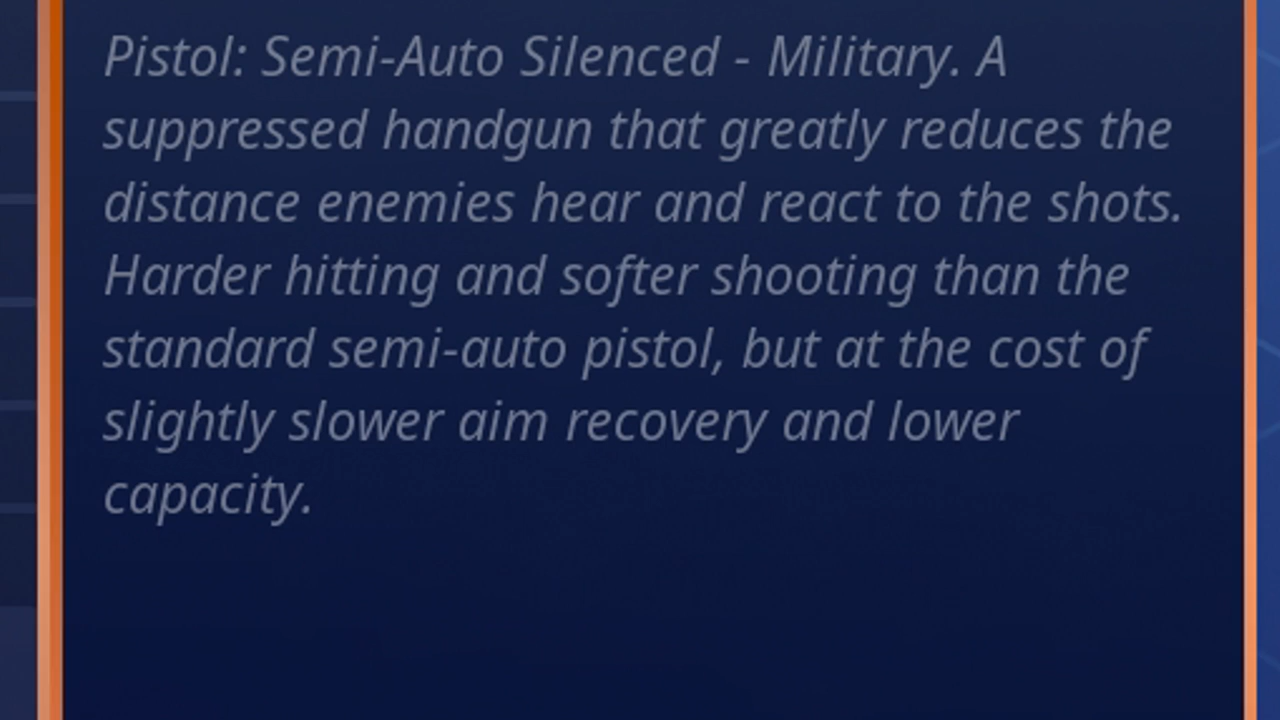 Pistol: Semi-Auto Silenced - Military. A
suppressed handgun that greatly reduces the
distance enemies hear and react to the shots.
Harder hitting and softer shooting than the
standard semi-auto pistol, but at the cost of
slightly slower aim recovery and lower
capacity.